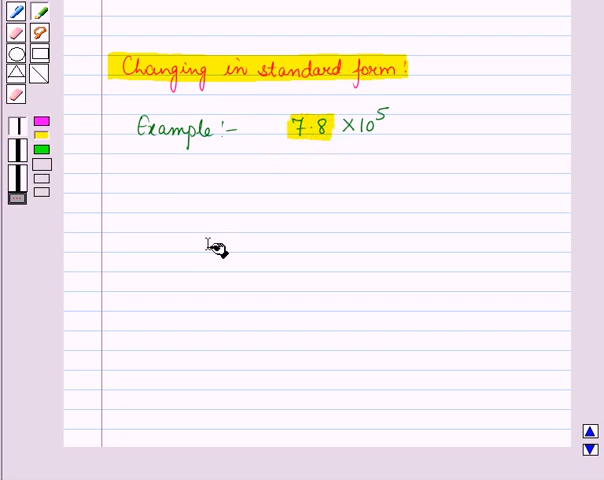 Changing in standard form:
Example:- 7.8 × 10⁵